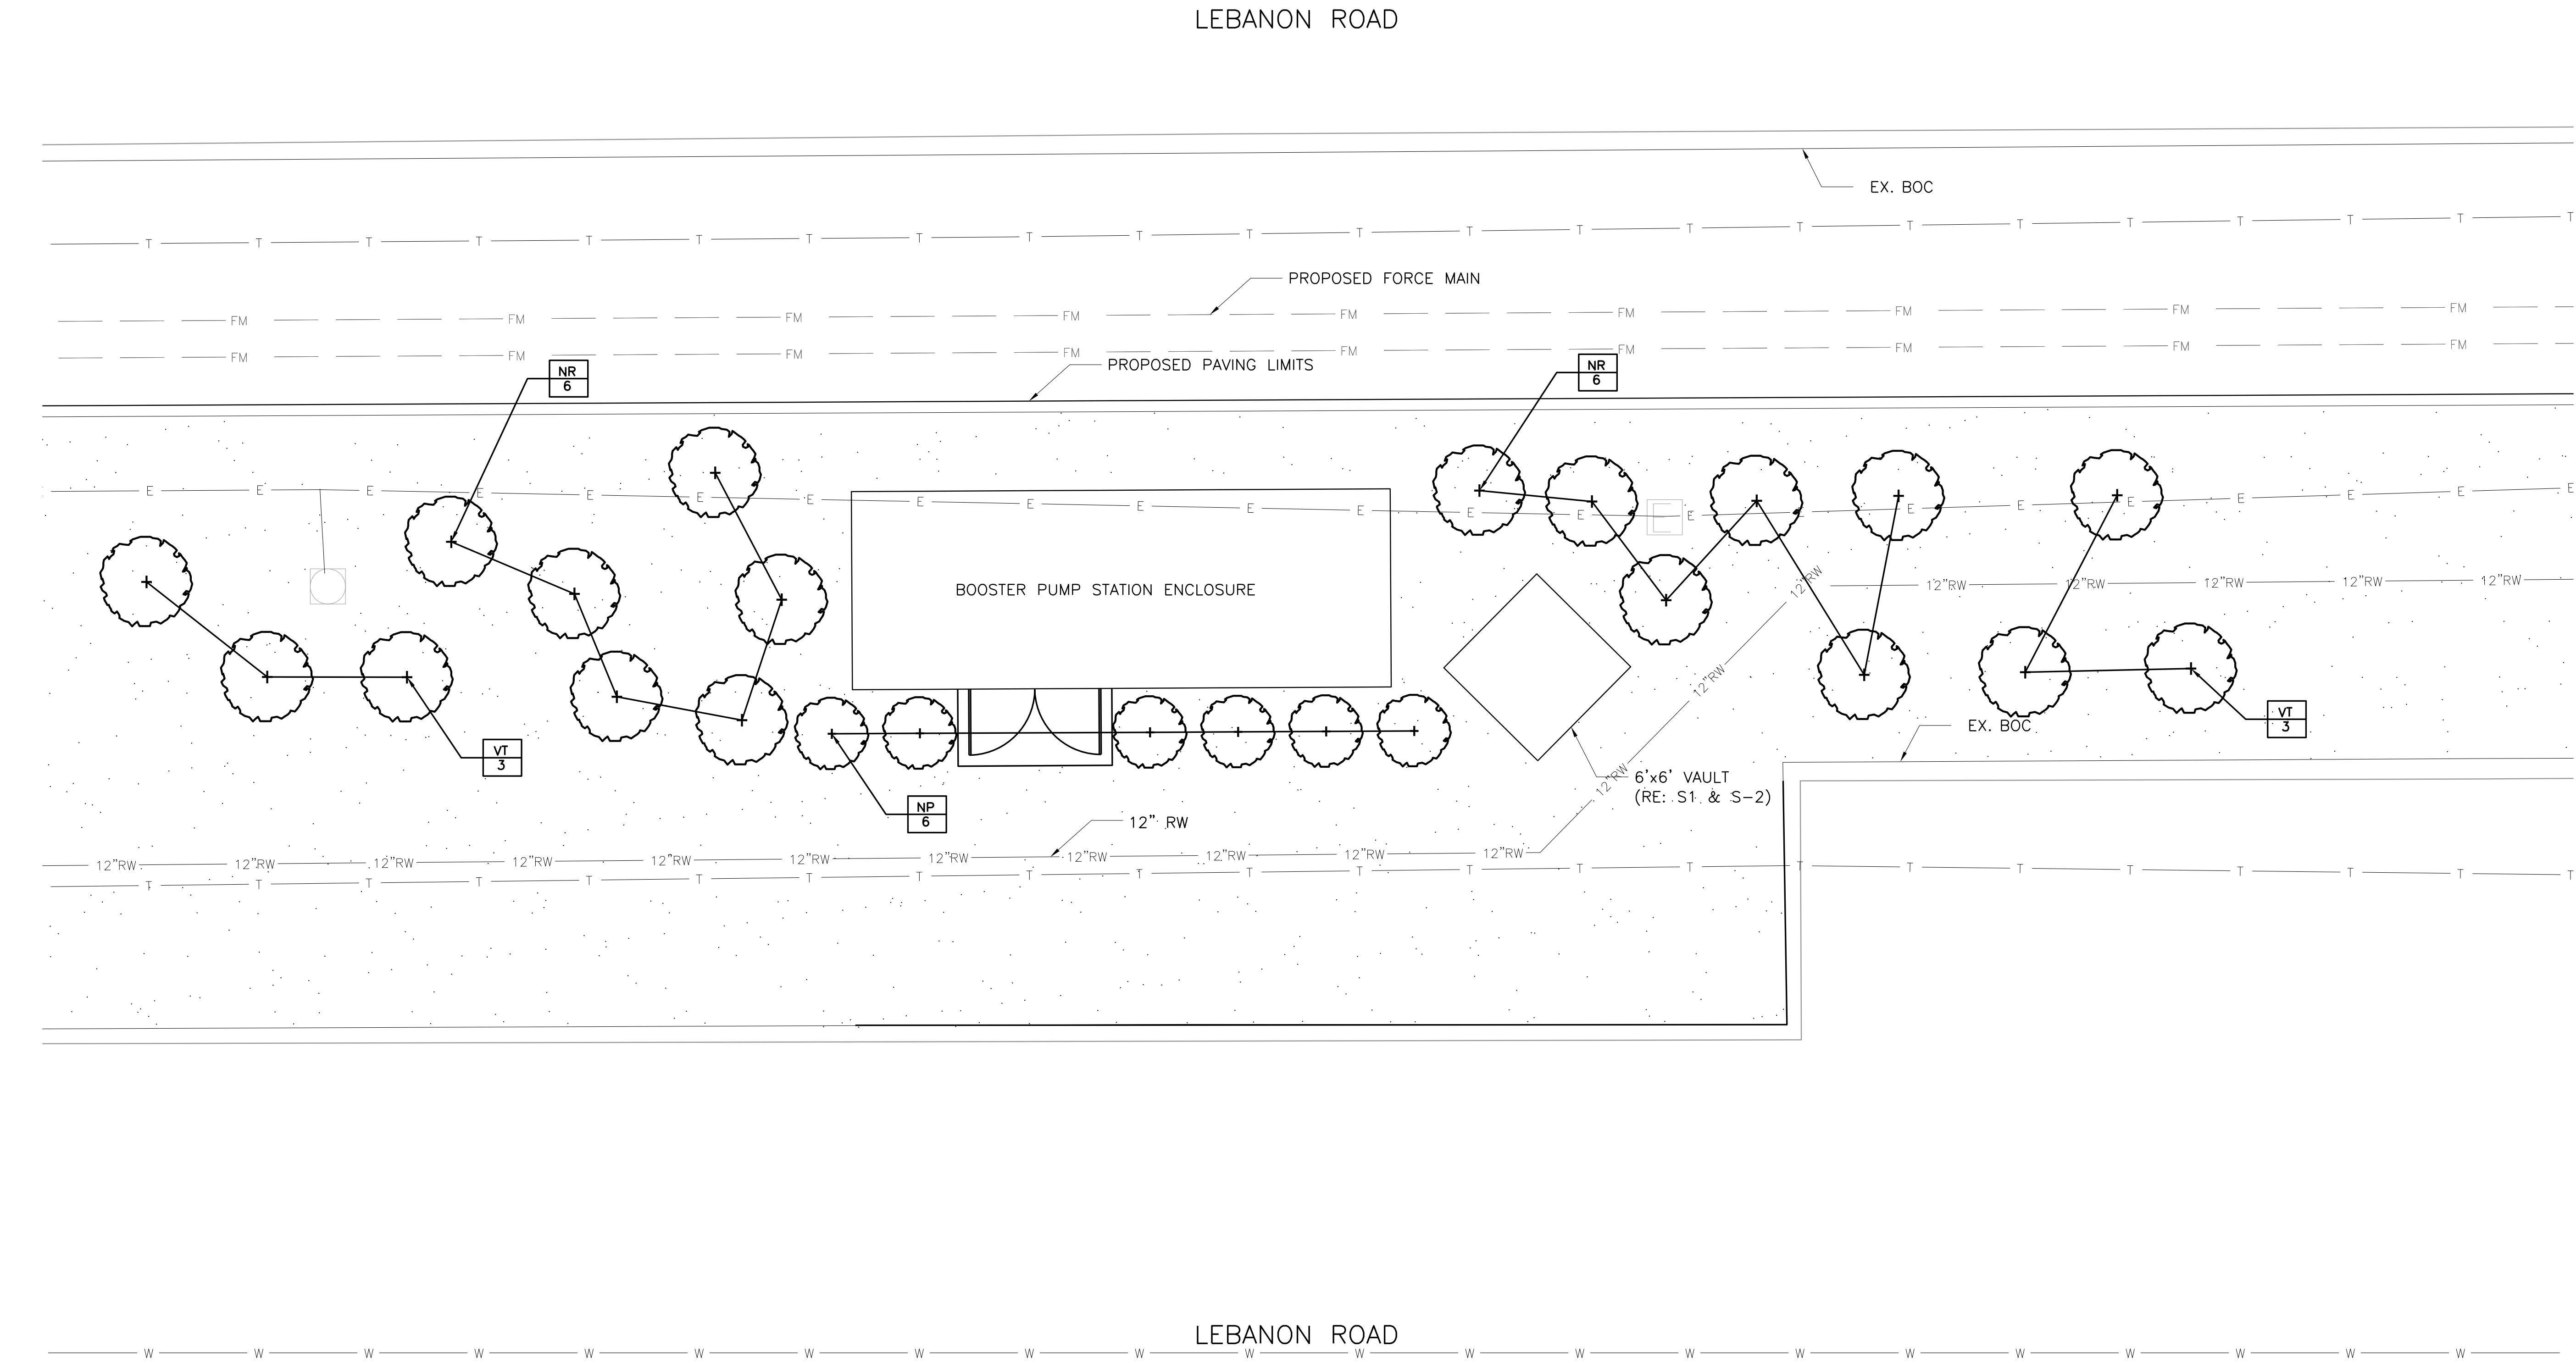 LEBANON ROAD
EX. BOC
T T T T T T T T T T T T T T T T T T T T T T T
PROPOSED FORCE MAIN
FM FM FM FM FM FM FM FM FM
FM FM FM FM FM FM FM FM FM
PROPOSED PAVING LIMITS
NR
6
NR
6
E E E E E E E E E E E E E E E E E E E E E E
BOOSTER PUMP STATION ENCLOSURE
12"RW 12"RW 12"RW 12"RW 12"RW
12"RW
12"RW
12"RW
VT
3
EX. BOC
VT
3
6'x6' VAULT
(RE: S1 & S-2)
NP
6
12" RW
12"RW 12"RW 12"RW 12"RW 12"RW 12"RW 12"RW 12"RW 12"RW 12"RW 12"RW
T T T T T T T T T T T T T T T T T T T T T T T
LEBANON ROAD
W W W W W W W W W W W W W W W W W W W W W W